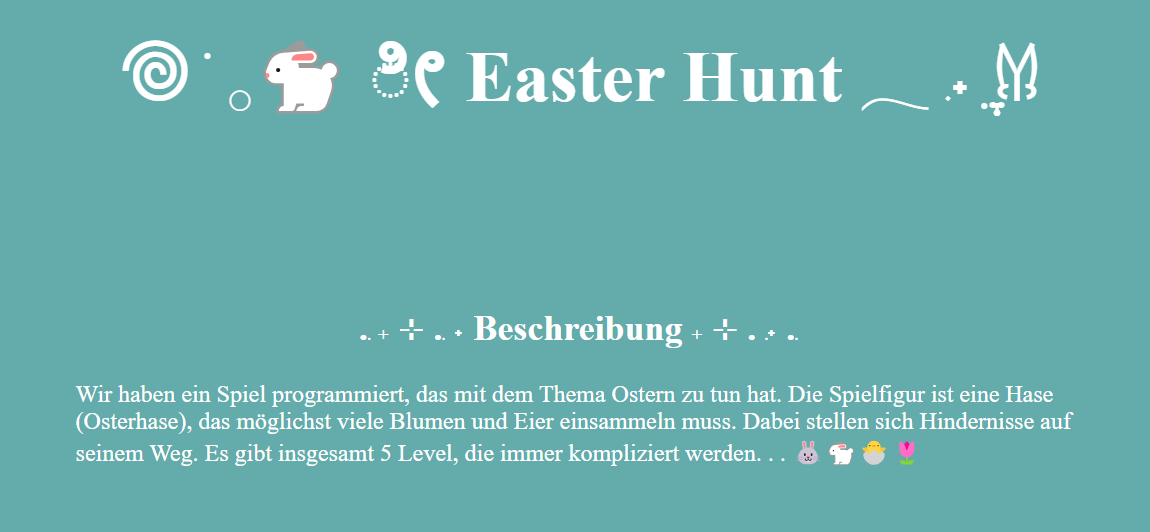 Easter Hunt
Beschreibung
Wir haben ein Spiel programmiert, das mit dem Thema Ostern zu tun hat. Die Spielfigur ist eine Hase
(Osterhase), das möglichst viele Blumen und Eier einsammeln muss. Dabei stellen sich Hindernisse auf
seinem Weg. Es gibt insgesamt 5 Level, die immer kompliziert werden. . . 🐰 🐇 🐣 🌷